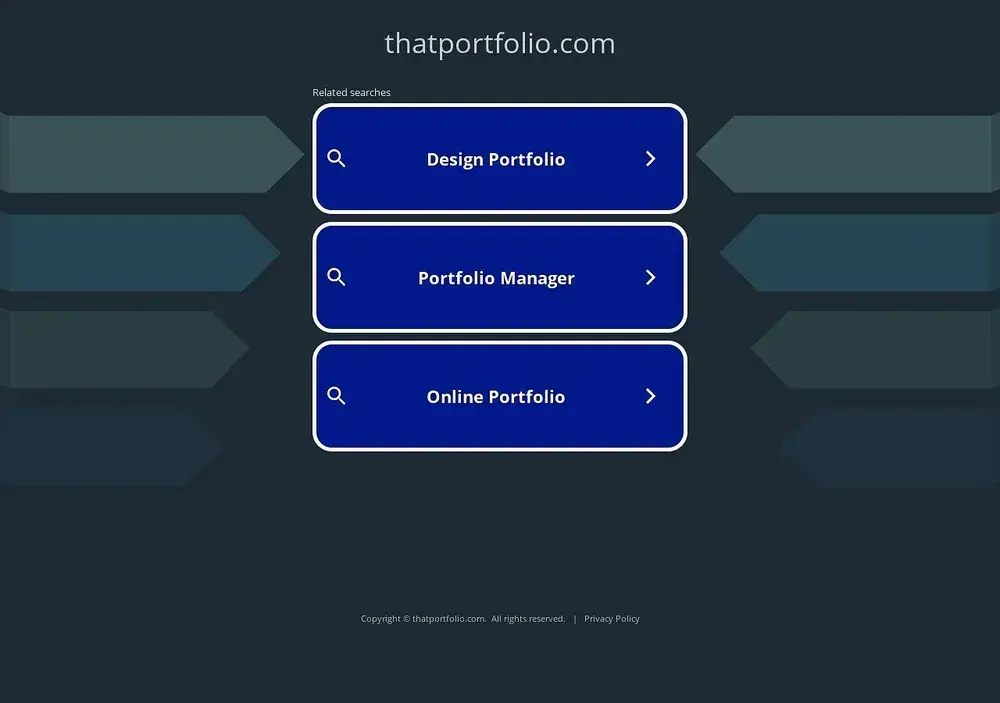 thatportfolio.com
Related searches
Design Portfolio
Portfolio Manager
Online Portfolio
Copyright © thatportfolio.com. All rights reserved. | Privacy Policy